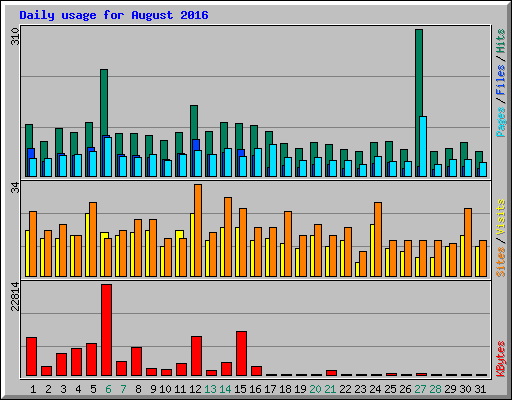 Daily usage for August 2016
310
Pages / Files / Hits
34
Sites / Visits
22814
KBytes
1 2 3 4 5 6 7 8 9 10 11 12 13 14 15 16 17 18 19 20 21 22 23 24 25 26 27 28 29 30 31